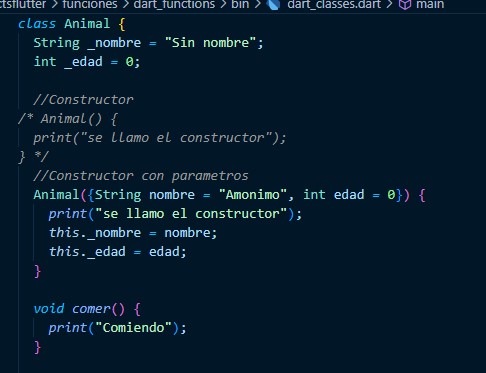 ctsflutter > funciones > dart_functions > bin > dart_classes.dart > main
class Animal {
String _nombre = "Sin nombre";
int _edad = 0;
//Constructor
/* Animal() {
print("se llamo el constructor");
} */
//Constructor con parametros
Animal({String nombre = "Amonimo", int edad = 0}) {
print("se llamo el constructor");
this._nombre = nombre;
this._edad = edad;
}
void comer() {
print("Comiendo");
}